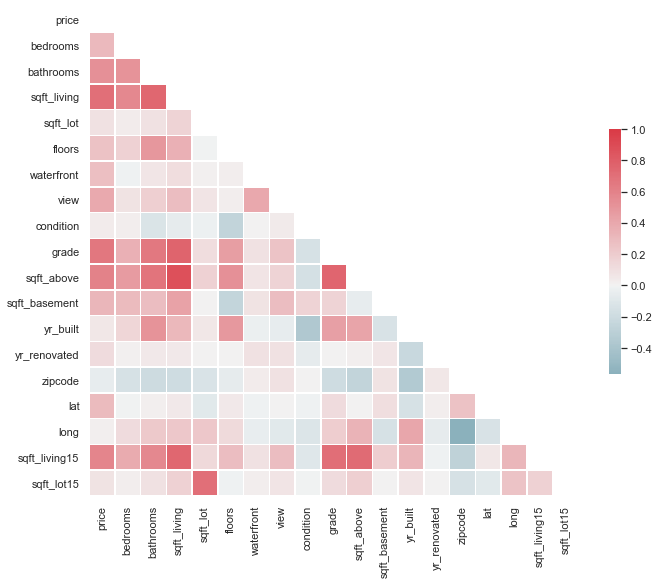 price
bedrooms
bathrooms
sqft_living
sqft_lot
floors
waterfront
view
condition
grade
sqft_above
sqft_basement
yr_built
yr_renovated
zipcode
lat
long
sqft_living15
sqft_lot15
price
bedrooms
bathrooms
sqft_living
sqft_lot
floors
waterfront
view
condition
grade
sqft_above
sqft_basement
yr_built
yr_renovated
zipcode
lat
long
sqft_living15
sqft_lot15
1.0
0.8
0.6
0.4
0.2
0.0
−0.2
−0.4